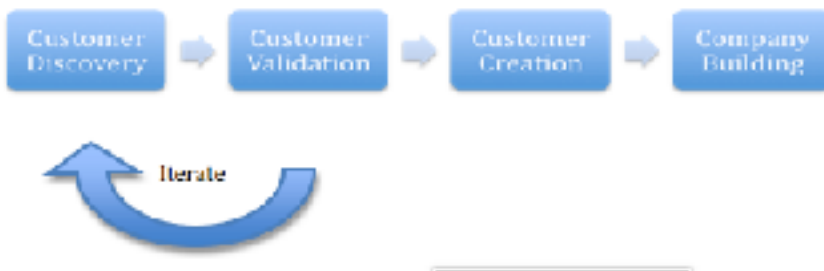 Customer
Discovery
Customer
Validation
Customer
Creation
Company
Building
Iterate